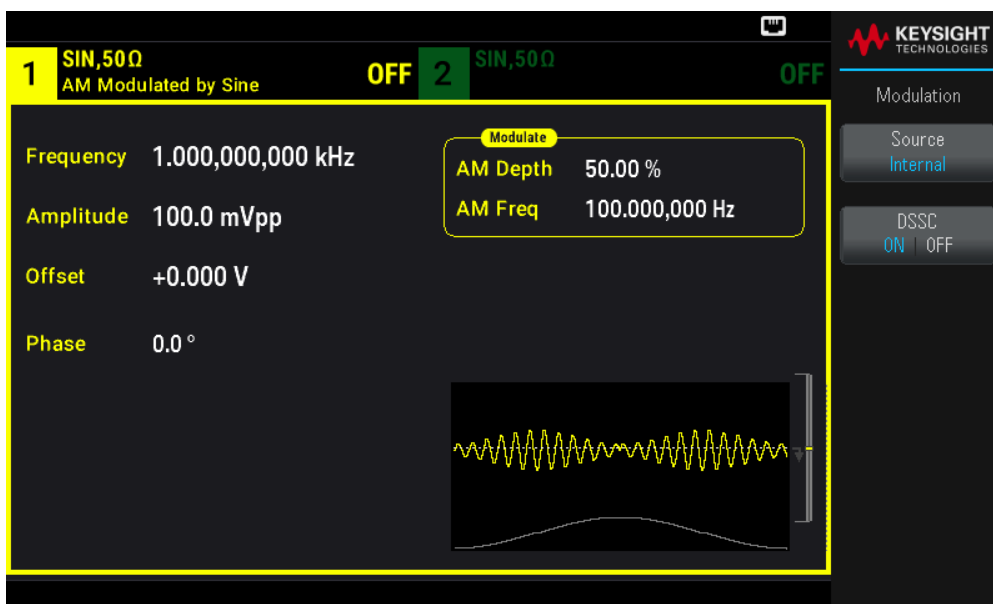 KEYSIGHT
TECHNOLOGIES
1 SIN,50Ω
AM Modulated by Sine OFF
2 SIN,50Ω OFF
Modulation
Frequency 1.000,000,000 kHz
Amplitude 100.0 mVpp
Offset +0.000 V
Phase 0.0 °
Modulate
AM Depth 50.00 %
AM Freq 100.000,000 Hz
Source
Internal
DSSC
ON | OFF